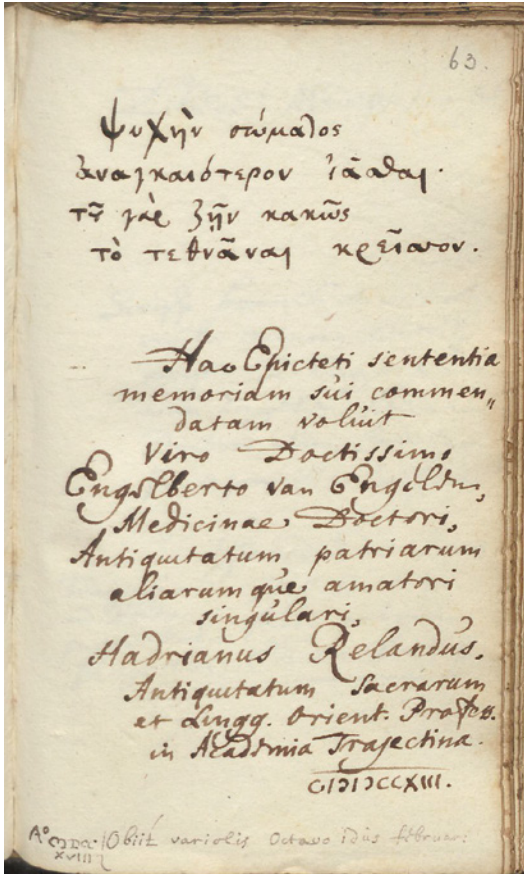 63.
ψυχὴν σώματος
ἀναγκαιότερον ἰᾶσθαι·
τῦ γὰρ ζῆν κακῶς
τὸ τεθνᾶναι κρεῖσσον.
Hac Epicteti sententia
memoriam sui commen„
datam voluit
Viro Doctissimo
Engelberto van Engelen,
Medicinae Doctori,
Antiquitatum patriarum
aliarumque amatori
singulari,
Hadrianus Relandus,
Antiquitatum Sacrarum
et Lingg. Orient. Profess.
in Academia Trajectina.
CIƆIƆCCXIII.
Obiit variolis Octavo idus februar:
A°
XVIII